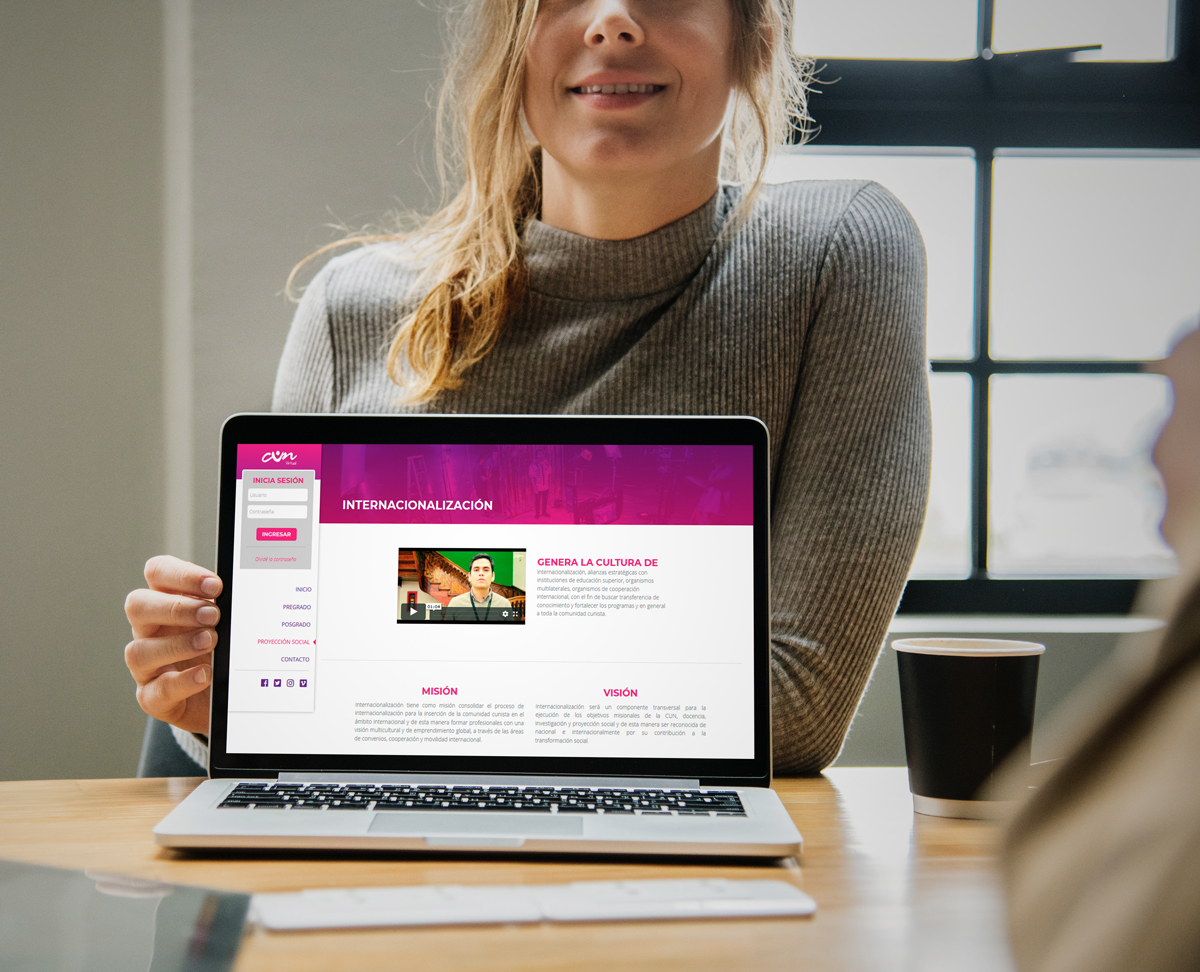 cun
INICIA SESIÓN
Usuario
Contraseña
INGRESAR
Olvidé la contraseña
INICIO
PREGRADO
POSGRADO
PROYECCIÓN SOCIAL
CONTACTO
INTERNACIONALIZACIÓN
01:04
GENERA LA CULTURA DE
internacionalización, alianzas estratégicas con
instituciones de educación superior, organismos
multilaterales, organismos de cooperación
internacional, con el fin de buscar transferencia de
conocimiento y fortalecer los programas y en general
a toda la comunidad cunista.
MISIÓN
Internacionalización tiene como misión consolidar el proceso de
internacionalización para la inserción de la comunidad cunista en el
ámbito internacional y de esta manera formar profesionales con una
visión multicultural y de emprendimiento global, a través de las áreas
de convenios, cooperación y movilidad internacional.
VISIÓN
Internacionalización será un componente transversal para la
ejecución de los objetivos misionales de la CUN, docencia,
investigación y proyección social y de esta manera ser reconocida de
nacional e internacionalmente por su contribución a la
transformación social.